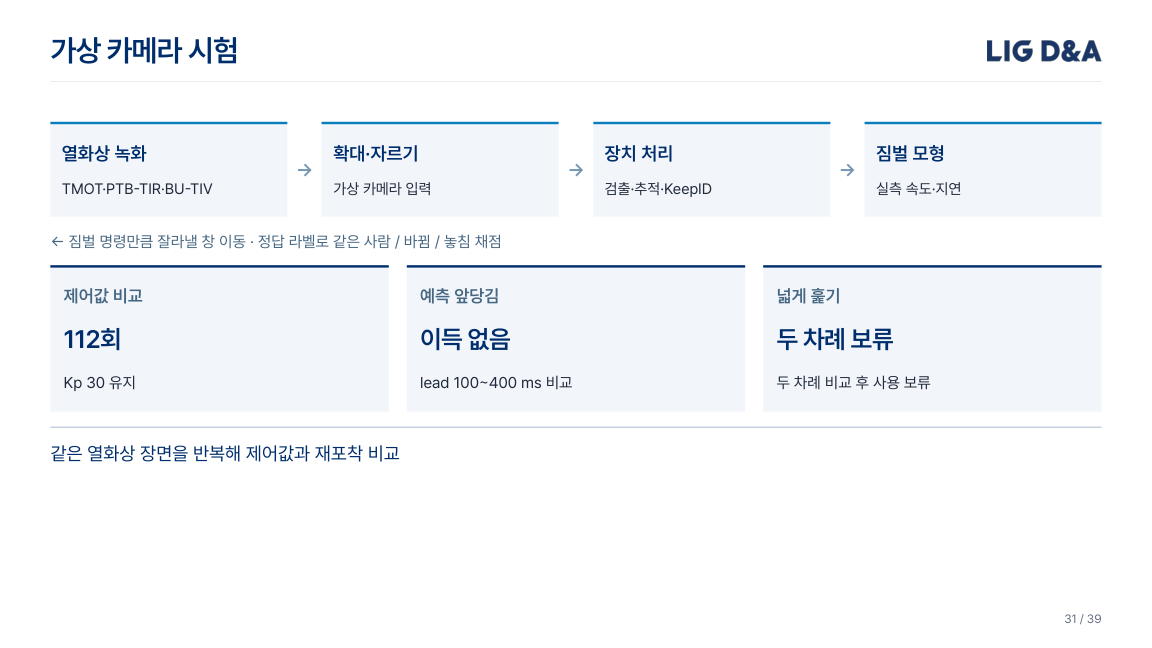 가상 카메라 시험
LIG D&A
열화상 녹화
TMOT·PTB-TIR·BU-TIV
→
확대·자르기
가상 카메라 입력
→
장치 처리
검출·추적·KeepID
→
짐벌 모형
실측 속도·지연
← 짐벌 명령만큼 잘라낼 창 이동 · 정답 라벨로 같은 사람 / 바뀜 / 놓침 채점
제어값 비교
112회
Kp 30 유지
예측 앞당김
이득 없음
lead 100~400 ms 비교
넓게 훑기
두 차례 보류
두 차례 비교 후 사용 보류
같은 열화상 장면을 반복해 제어값과 재포착 비교
31 / 39